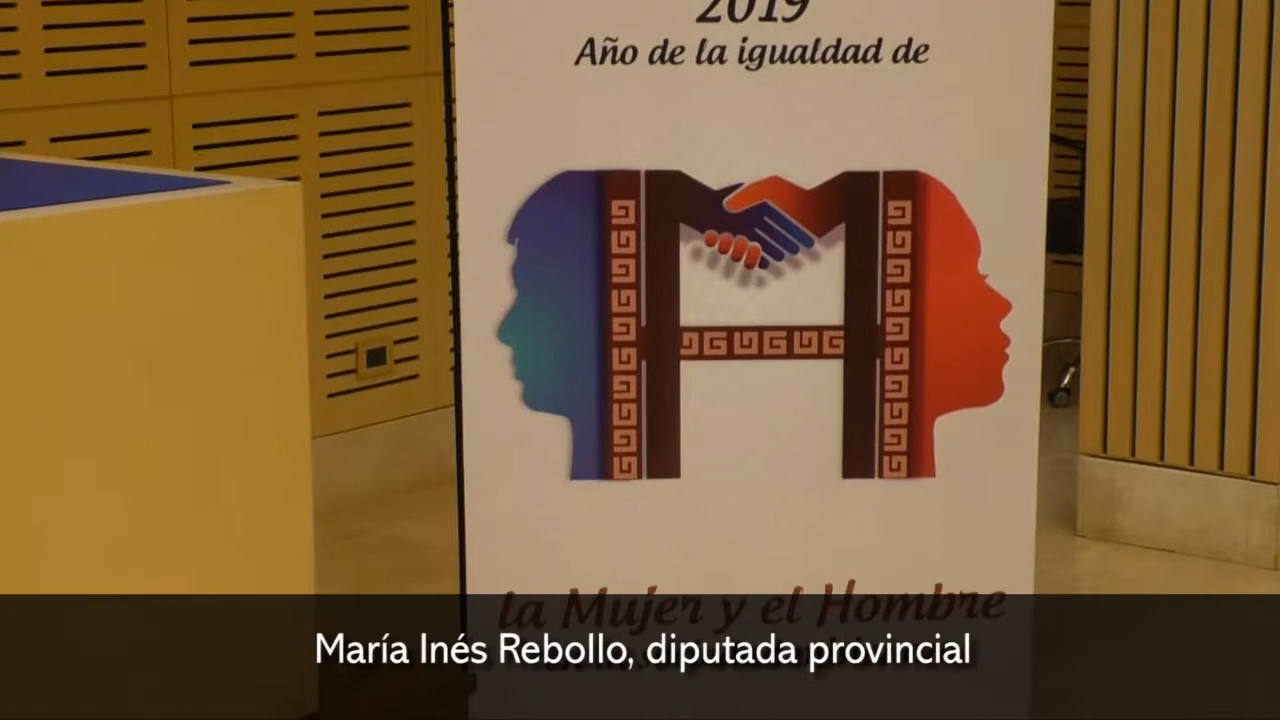 2019
Año de la igualdad de
la Mujer y el Hombre
María Inés Rebollo, diputada provincial